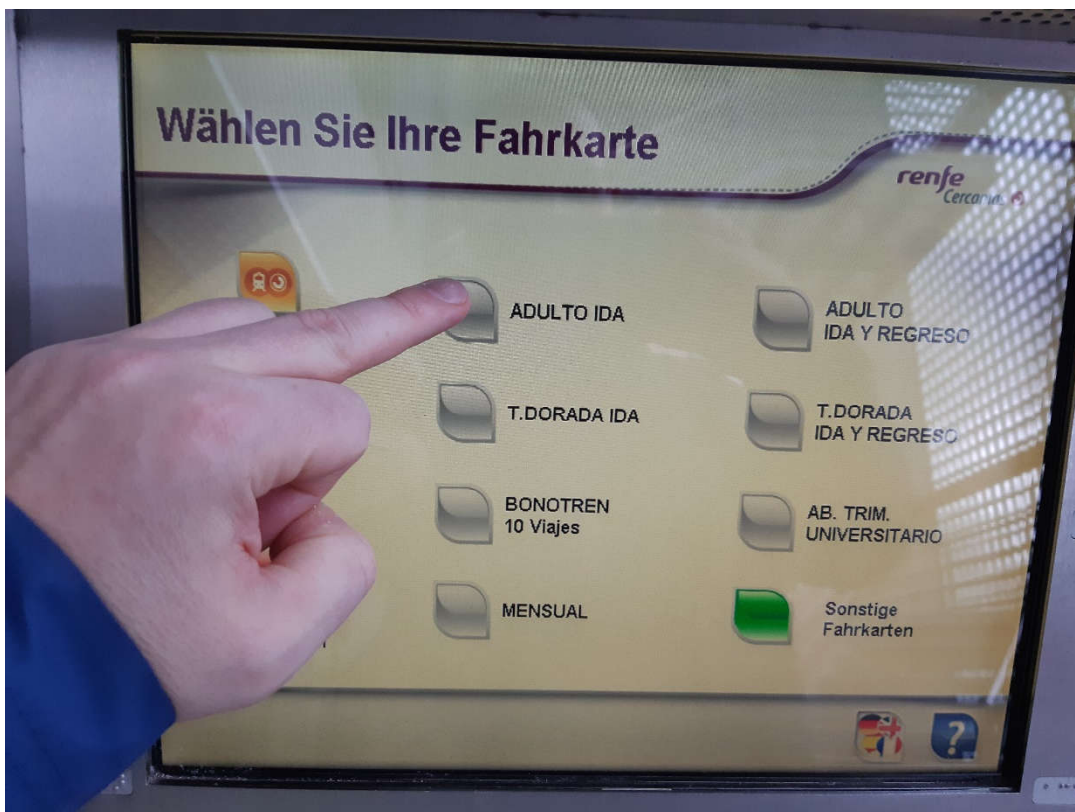 Wählen Sie Ihre Fahrkarte
renfe
Cercanías
ADULTO IDA
ADULTO
IDA Y REGRESO
T.DORADA IDA
T.DORADA
IDA Y REGRESO
BONOTREN
10 Viajes
AB. TRIM.
UNIVERSITARIO
MENSUAL
Sonstige
Fahrkarten
?